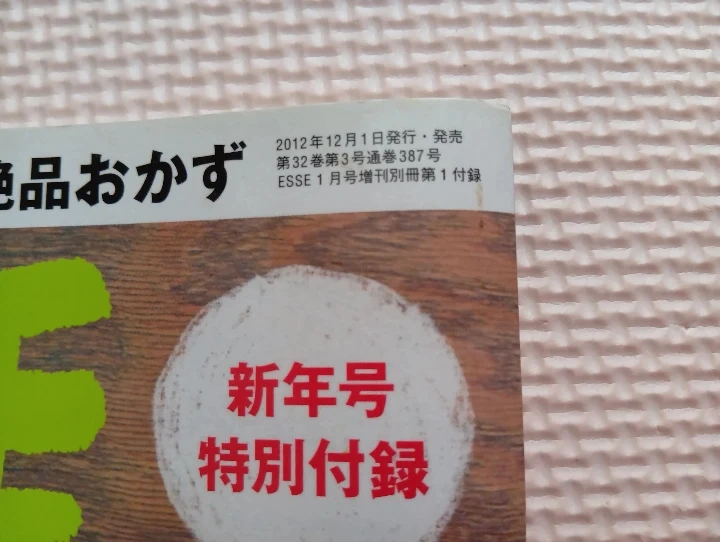 絶品おかず
2012年12月1日発行・発売
第32巻第3号通巻387号
ESSE 1月号増刊別冊第1付録
新年号
特別付録